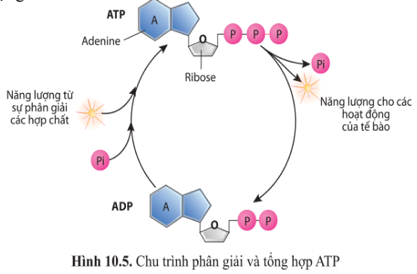 ATP
A
Adenine
O
P P P
Ribose
Pi
Năng lượng từ
sự phân giải
các hợp chất
Năng lượng cho các
hoạt động
của tế bào
Pi
ADP
A
O
P P
Hình 10.5. Chu trình phân giải và tổng hợp ATP